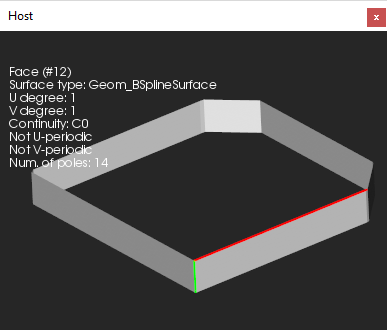 Host
x
Face (#12)
Surface type: Geom_BSplineSurface
U degree: 1
V degree: 1
Continuity: C0
Not U-periodic
Not V-periodic
Num. of poles: 14